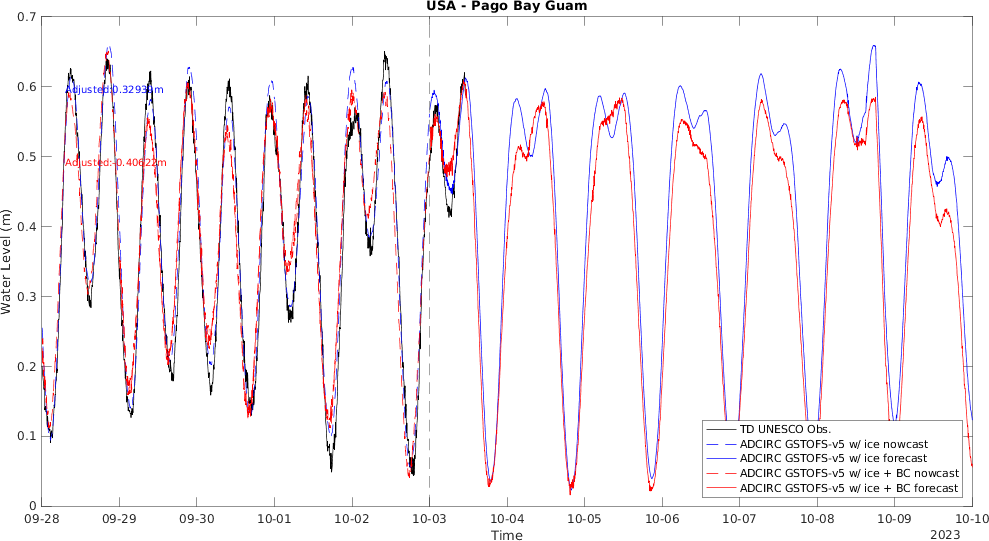 USA - Pago Bay Guam
0.7
0.6
0.5
0.4
0.3
0.2
0.1
0
Water Level (m)
Adjusted:-0.40622m
TD UNESCO Obs.
ADCIRC GSTOFS-v5 w/ ice nowcast
ADCIRC GSTOFS-v5 w/ ice forecast
ADCIRC GSTOFS-v5 w/ ice + BC nowcast
ADCIRC GSTOFS-v5 w/ ice + BC forecast
09-28 09-29 09-30 10-01 10-02 10-03 10-04 10-05 10-06 10-07 10-08 10-09 10-10
Time
2023